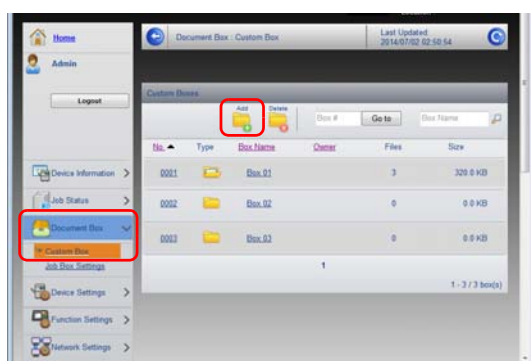 Home
Admin
Logout
Device Information
Job Status
Document Box
Custom Box
Job Box Settings
Device Settings
Function Settings
Network Settings
Document Box : Custom Box
Last Updated
2014/07/02 02:50:54
Custom Boxes
Add Delete
Box # Go to Box Name
No. Type Box Name Owner Files Size
0001 Box 01 3 320.0 KB
0002 Box 02 0 0.0 KB
0003 Box 03 0 0.0 KB
1
1 - 3 / 3 box(s)